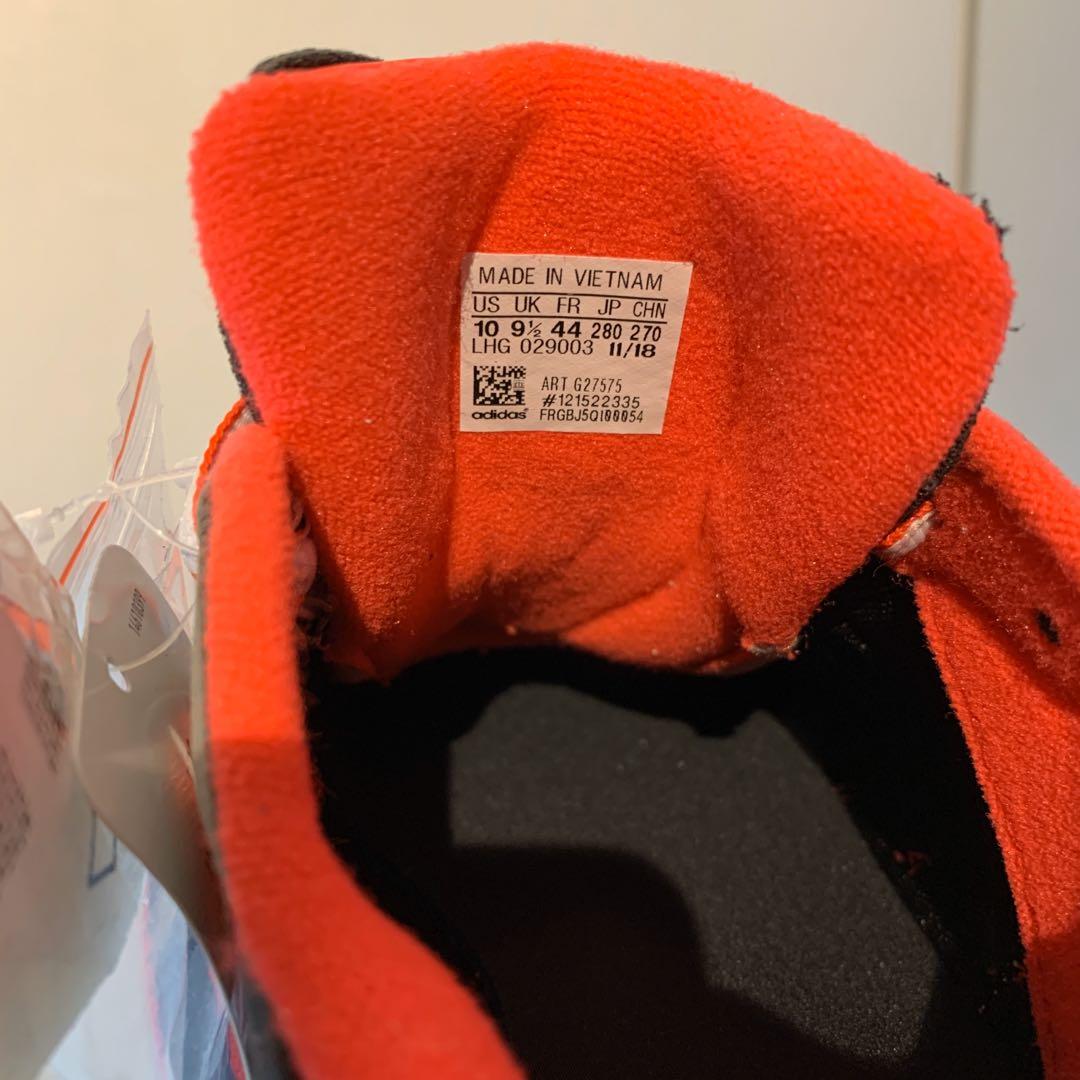 MADE IN VIETNAM
US UK FR JP CHN
10 9½ 44 280 270
LHG 029003 11/18
ART G27575
#121522335
adidas FRGBJ5Q100054